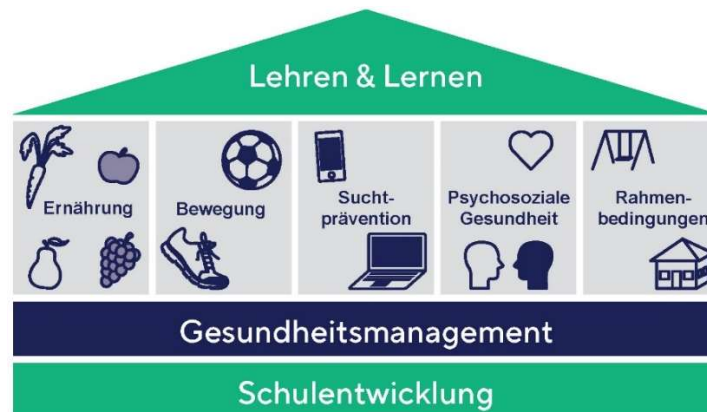 Lehren & Lernen
Ernährung
Bewegung
Sucht-
prävention
Psychosoziale
Gesundheit
Rahmen-
bedingungen
Gesundheitsmanagement
Schulentwicklung